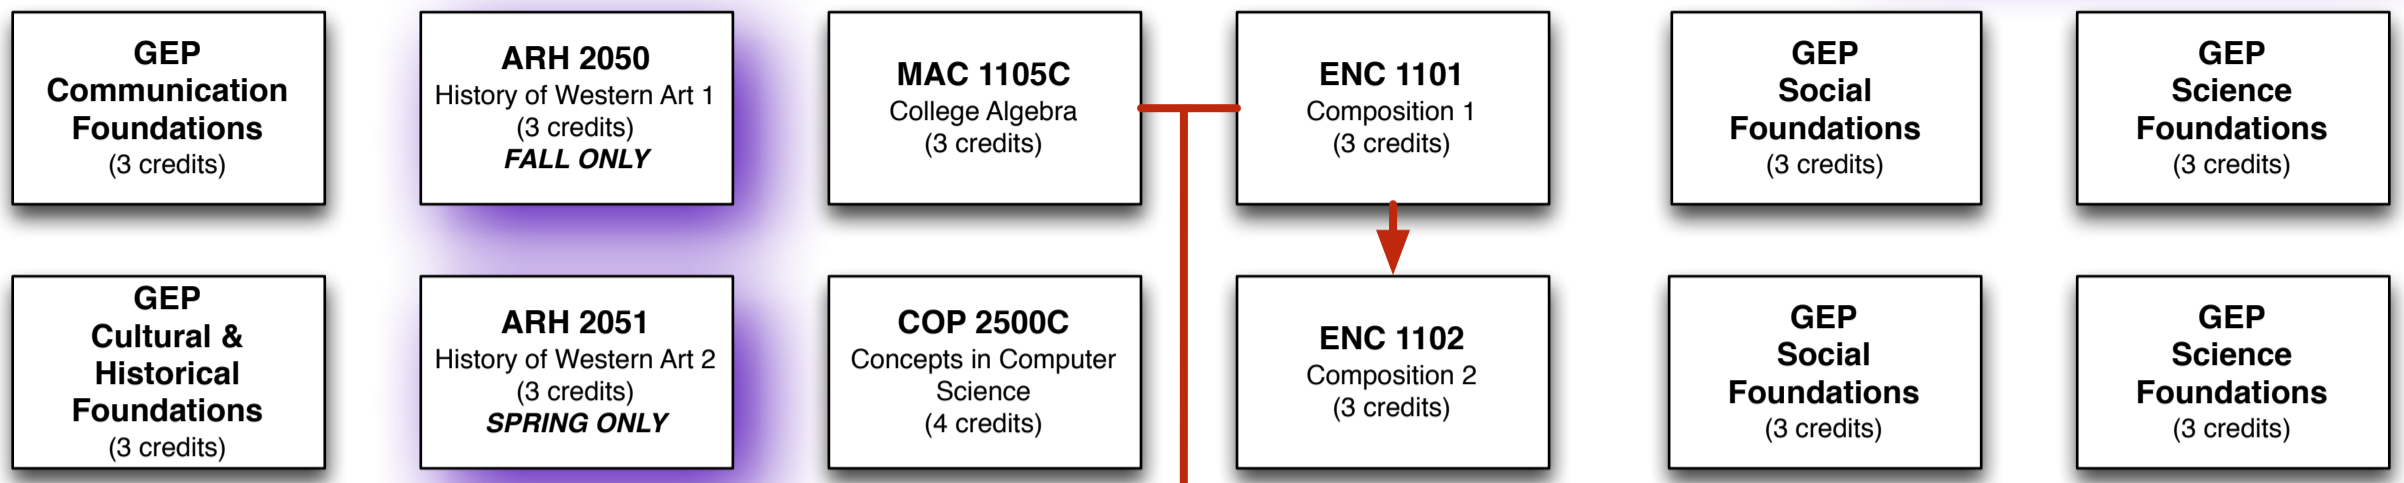 GEP
Communication
Foundations
(3 credits)
ARH 2050
History of Western Art 1
(3 credits)
FALL ONLY
MAC 1105C
College Algebra
(3 credits)
ENC 1101
Composition 1
(3 credits)
GEP
Social
Foundations
(3 credits)
GEP
Science
Foundations
(3 credits)
GEP
Cultural &
Historical
Foundations
(3 credits)
ARH 2051
History of Western Art 2
(3 credits)
SPRING ONLY
COP 2500C
Concepts in Computer
Science
(4 credits)
ENC 1102
Composition 2
(3 credits)
GEP
Social
Foundations
(3 credits)
GEP
Science
Foundations
(3 credits)